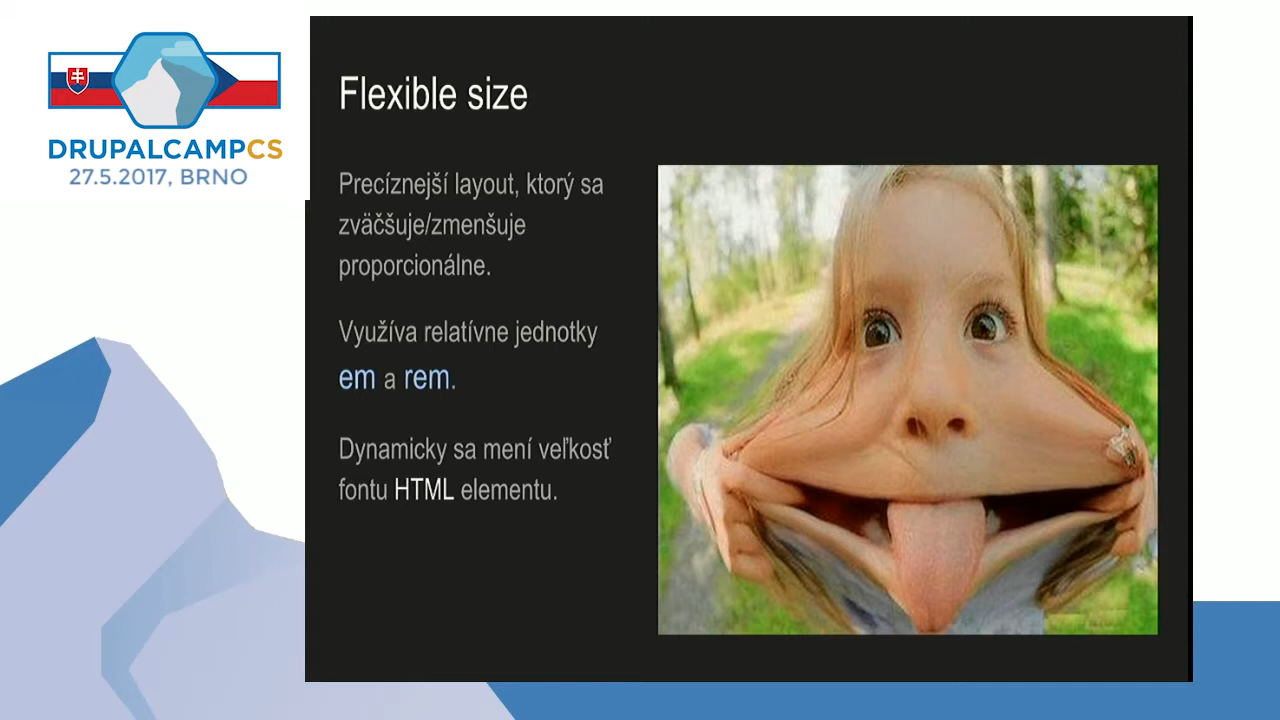 DRUPALCAMPCS
27.5.2017, BRNO
Flexible size
Precíznejší layout, ktorý sa
zväčšuje/zmenšuje
proporcionálne.
Využíva relatívne jednotky
em a rem.
Dynamicky sa mení veľkosť
fontu HTML elementu.